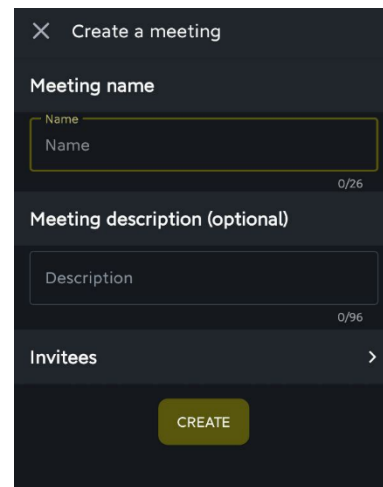 Create a meeting
Meeting name
Name
Name
0/26
Meeting description (optional)
Description
0/96
Invitees
CREATE